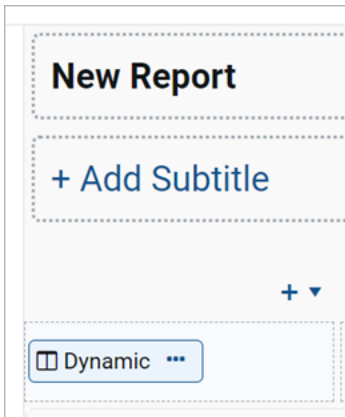 New Report
+ Add Subtitle
+
Dynamic ...